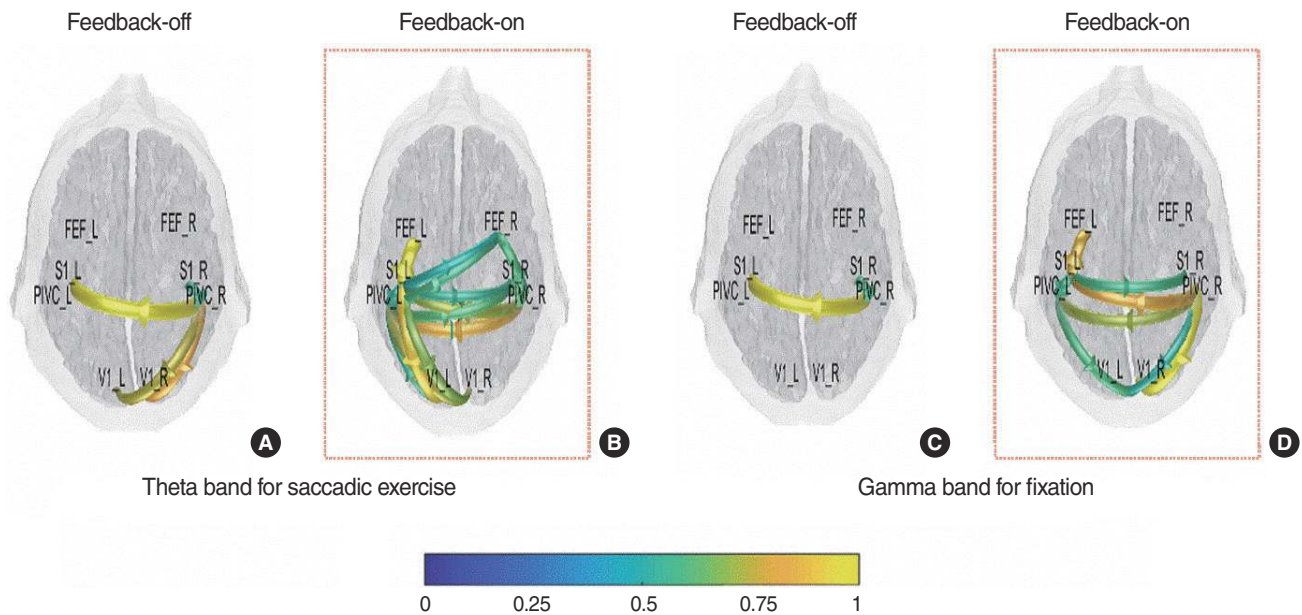 Feedback-off Feedback-on Feedback-off Feedback-on
FEF_L FEF_R
S1_L S1_R
PIVC_L PIVC_R
V1_L V1_R
A
FEF_L FEF_R
S1_L S1_R
PIVC_L PIVC_R
V1_L V1_R
B
FEF_L FEF_R
S1_L S1_R
PIVC_L PIVC_R
V1_L V1_R
C
FEF_L FEF_R
S1_L S1_R
PIVC_L PIVC_R
V1_L V1_R
D
Theta band for saccadic exercise Gamma band for fixation
0 0.25 0.5 0.75 1